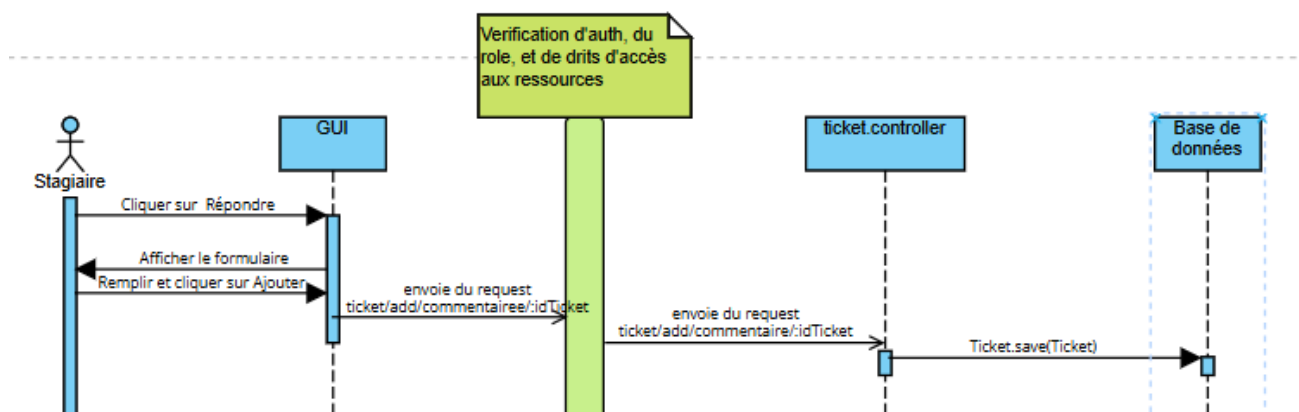 Verification d'auth, du
role, et de drits d'accès
aux ressources
GUI
ticket.controller
Base de
données
Stagiaire
Cliquer sur Répondre
Afficher le formulaire
Remplir et cliquer sur Ajouter
envoie du request
ticket/add/commentairee/:idTicket
envoie du request
ticket/add/commentaire/:idTicket
Ticket.save(Ticket)